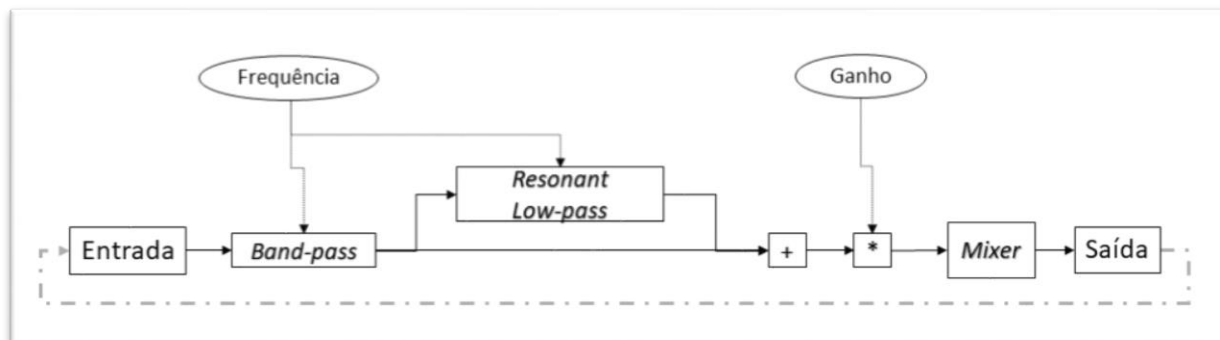 Frequência
Ganho
Resonant
Low-pass
Entrada
Band-pass
+
*
Mixer
Saída